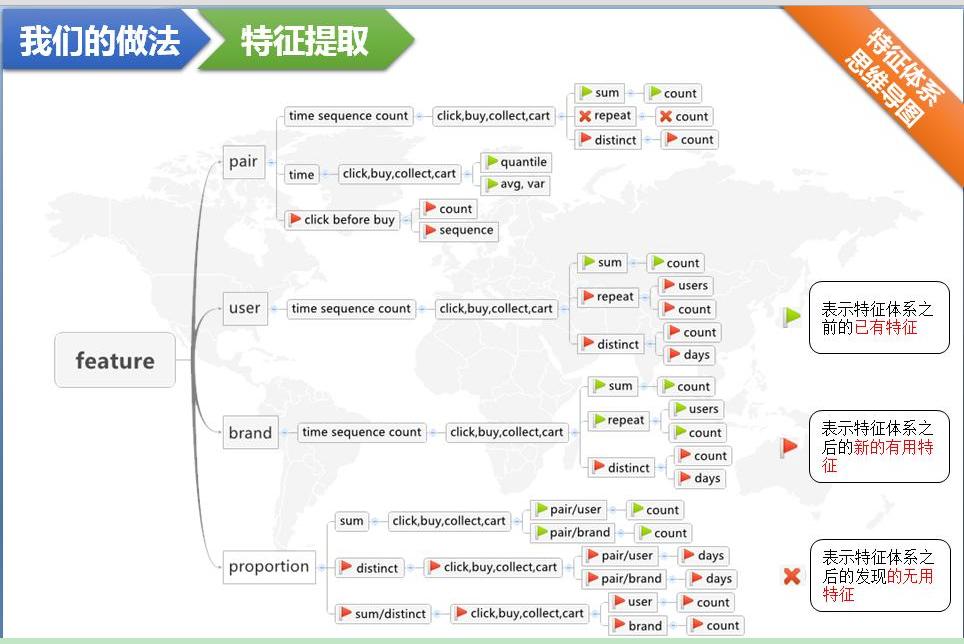 我们的做法
特征提取
特征体系
思维导图
feature
pair
time sequence count
click,buy,collect,cart
sum
count
repeat
count
distinct
count
time
click,buy,collect,cart
quantile
avg, var
click before buy
count
sequence
user
time sequence count
click,buy,collect,cart
sum
count
repeat
users
count
distinct
count
days
brand
time sequence count
click,buy,collect,cart
sum
count
repeat
users
count
distinct
count
days
proportion
sum
click,buy,collect,cart
pair/user
count
pair/brand
count
distinct
click,buy,collect,cart
pair/user
days
pair/brand
days
sum/distinct
click,buy,collect,cart
user
count
brand
count
表示特征体系之
前的已有特征
表示特征体系之
后的新的有用特
征
表示特征体系之
后的发现的无用
特征